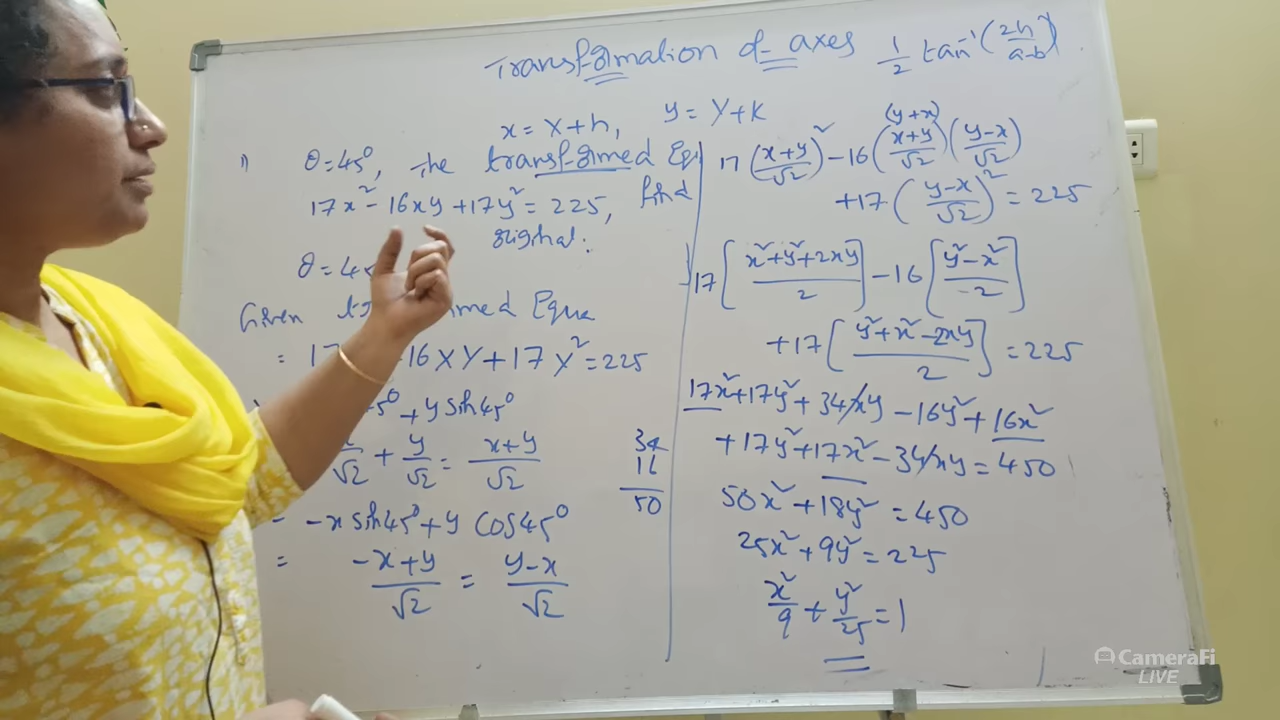 Transformation of axes 1/2 tan⁻¹(2h/a-b)
x = X+h, y = Y+k
1) θ=45°, the transformed Equ
17x² - 16xy + 17y² = 225, find
original.
θ = 45
Given Equa
= 17 16XY + 17Y² = 225
5° + y sin45°
/√2 + y/√2 = x+y/√2
= -x sin45° + y cos45°
= -x+y/√2 = y-x/√2
34
16
50
(y+x)
17(x+y/√2)² - 16(x+y/√2)(y-x/√2)
+17(y-x/√2)² = 225
17[x²+y²+2xy/2] - 16[y²-x²/2]
+17[y²+x²-2xy/2] = 225
17x²+17y²+34xy - 16y²+16x²
+17y²+17x²-34xy = 450
50x²+18y² = 450
25x²+9y² = 225
x²/9 + y²/25 = 1
CameraFi
LIVE